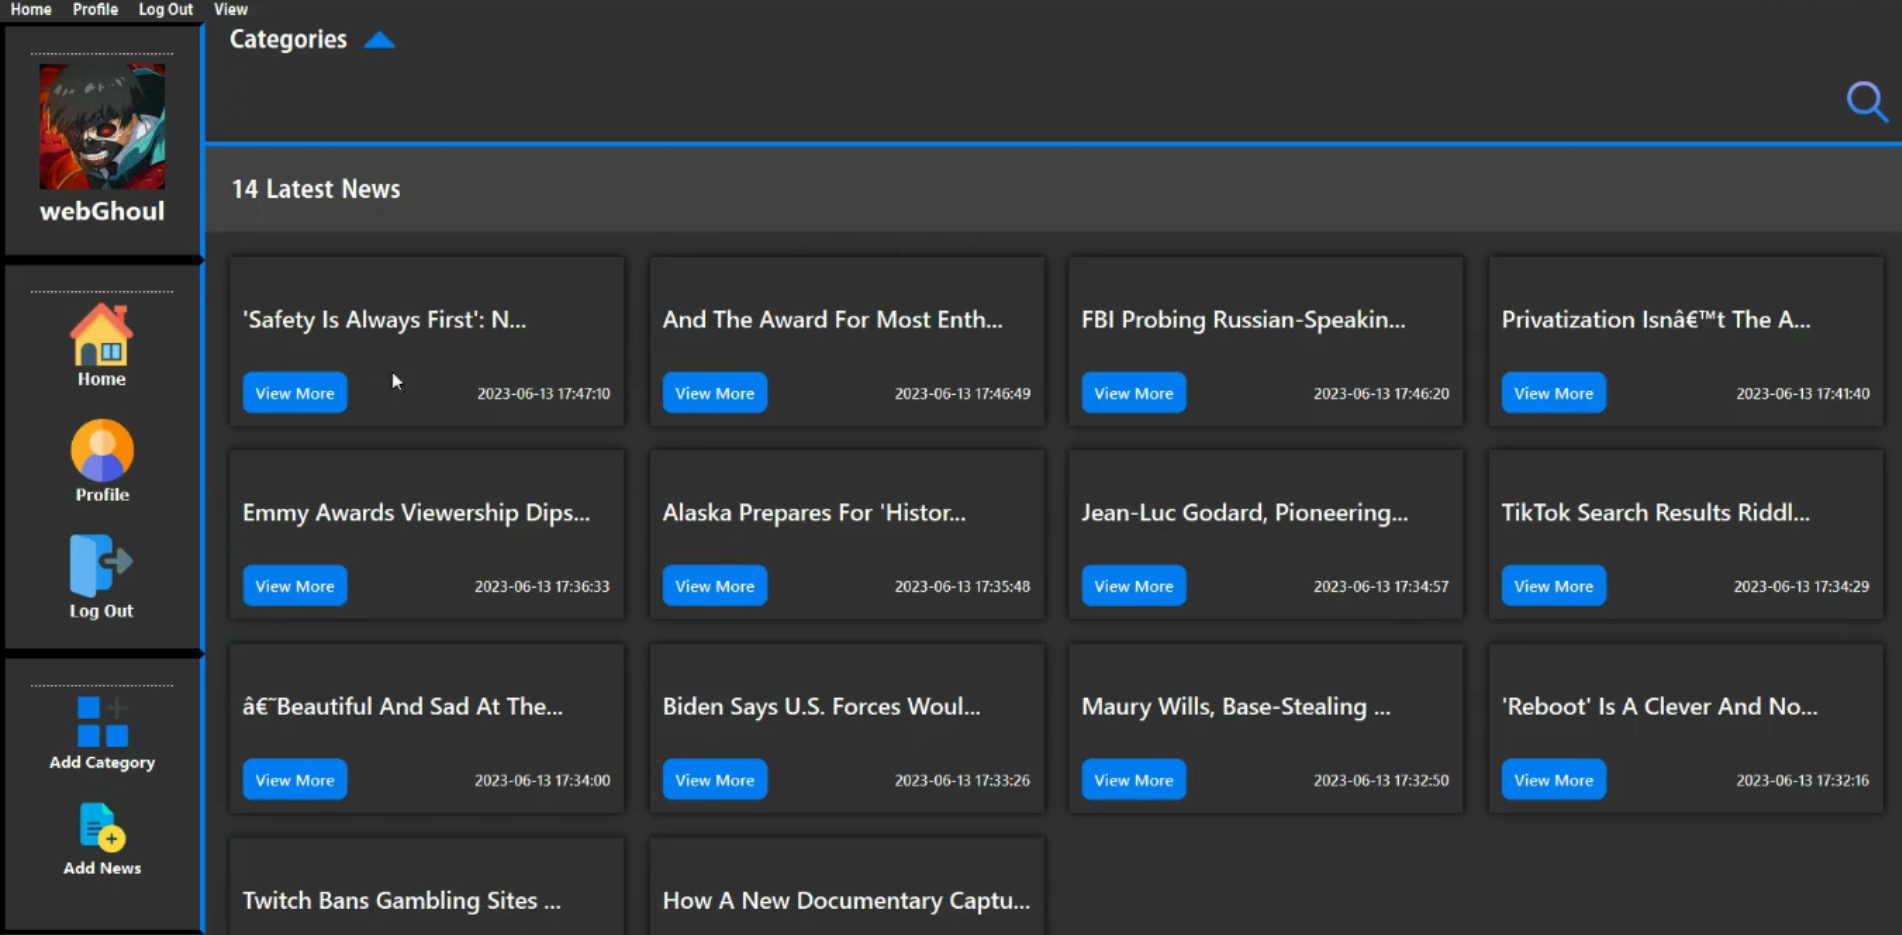 Home Profile Log Out View
webGhoul
Home
Profile
Log Out
Add Category
Add News
Categories
14 Latest News
'Safety Is Always First': N...
View More 2023-06-13 17:47:10
And The Award For Most Enth...
View More 2023-06-13 17:46:49
FBI Probing Russian-Speakin...
View More 2023-06-13 17:46:20
Privatization Isnâ€™t The A...
View More 2023-06-13 17:41:40
Emmy Awards Viewership Dips...
View More 2023-06-13 17:36:33
Alaska Prepares For 'Histor...
View More 2023-06-13 17:35:48
Jean-Luc Godard, Pioneering...
View More 2023-06-13 17:34:57
TikTok Search Results Riddl...
View More 2023-06-13 17:34:29
â€˜Beautiful And Sad At The...
View More 2023-06-13 17:34:00
Biden Says U.S. Forces Woul...
View More 2023-06-13 17:33:26
Maury Wills, Base-Stealing ...
View More 2023-06-13 17:32:50
'Reboot' Is A Clever And No...
View More 2023-06-13 17:32:16
Twitch Bans Gambling Sites ...
How A New Documentary Captu...